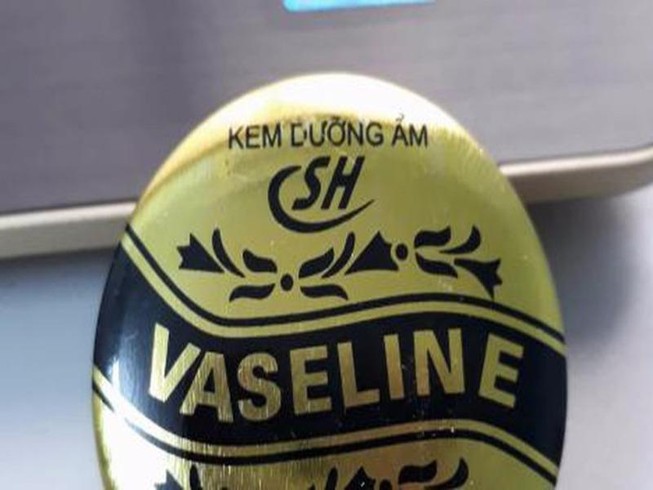 KEM DƯỠNG ẨM
SH
VASELINE